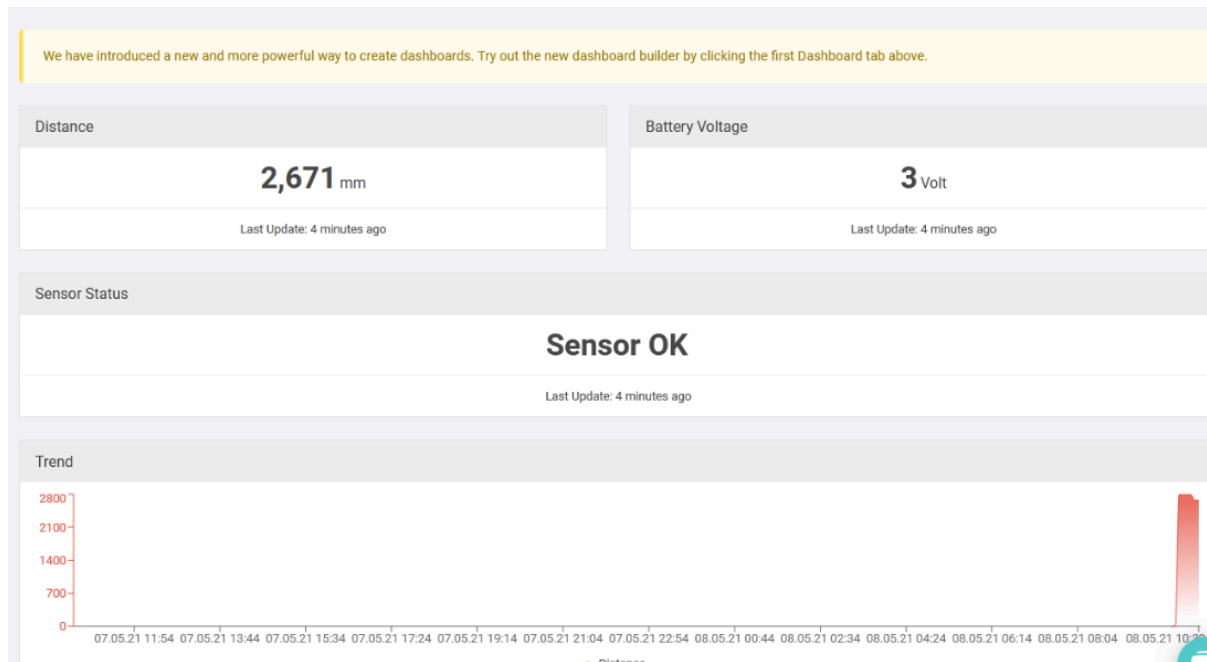 We have introduced a new and more powerful way to create dashboards. Try out the new dashboard builder by clicking the first Dashboard tab above.
Distance
Battery Voltage
2,671 mm
3 Volt
Last Update: 4 minutes ago
Last Update: 4 minutes ago
Sensor Status
Sensor OK
Last Update: 4 minutes ago
Trend
2800
2100
1400
700
0
07.05.21 11:54 07.05.21 13:44 07.05.21 15:34 07.05.21 17:24 07.05.21 19:14 07.05.21 21:04 07.05.21 22:54 08.05.21 00:44 08.05.21 02:34 08.05.21 04:24 08.05.21 06:14 08.05.21 08:04 08.05.21
Distance